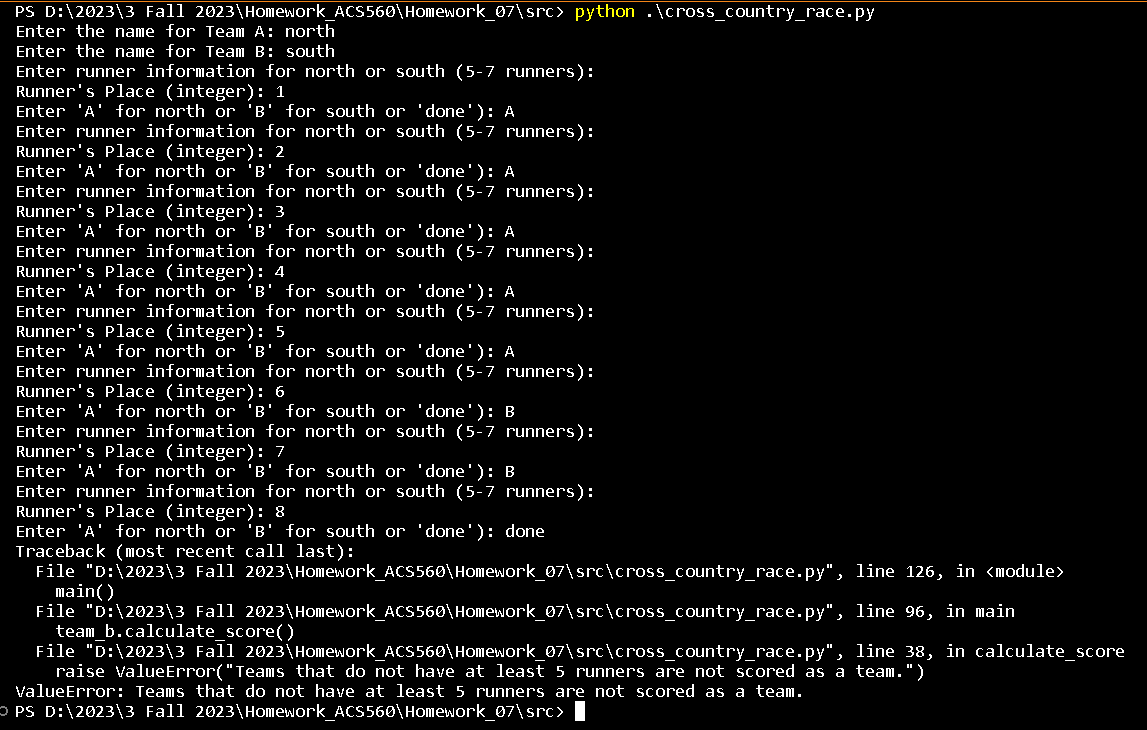 PS D:\2023\3 Fall 2023\Homework_ACS560\Homework_07\src> python .\cross_country_race.py
Enter the name for Team A: north
Enter the name for Team B: south
Enter runner information for north or south (5-7 runners):
Runner's Place (integer): 1
Enter 'A' for north or 'B' for south or 'done'): A
Enter runner information for north or south (5-7 runners):
Runner's Place (integer): 2
Enter 'A' for north or 'B' for south or 'done'): A
Enter runner information for north or south (5-7 runners):
Runner's Place (integer): 3
Enter 'A' for north or 'B' for south or 'done'): A
Enter runner information for north or south (5-7 runners):
Runner's Place (integer): 4
Enter 'A' for north or 'B' for south or 'done'): A
Enter runner information for north or south (5-7 runners):
Runner's Place (integer): 5
Enter 'A' for north or 'B' for south or 'done'): A
Enter runner information for north or south (5-7 runners):
Runner's Place (integer): 6
Enter 'A' for north or 'B' for south or 'done'): B
Enter runner information for north or south (5-7 runners):
Runner's Place (integer): 7
Enter 'A' for north or 'B' for south or 'done'): B
Enter runner information for north or south (5-7 runners):
Runner's Place (integer): 8
Enter 'A' for north or 'B' for south or 'done'): done
Traceback (most recent call last):
  File "D:\2023\3 Fall 2023\Homework_ACS560\Homework_07\src\cross_country_race.py", line 126, in <module>
    main()
  File "D:\2023\3 Fall 2023\Homework_ACS560\Homework_07\src\cross_country_race.py", line 96, in main
    team_b.calculate_score()
  File "D:\2023\3 Fall 2023\Homework_ACS560\Homework_07\src\cross_country_race.py", line 38, in calculate_score
    raise ValueError("Teams that do not have at least 5 runners are not scored as a team.")
ValueError: Teams that do not have at least 5 runners are not scored as a team.
PS D:\2023\3 Fall 2023\Homework_ACS560\Homework_07\src>